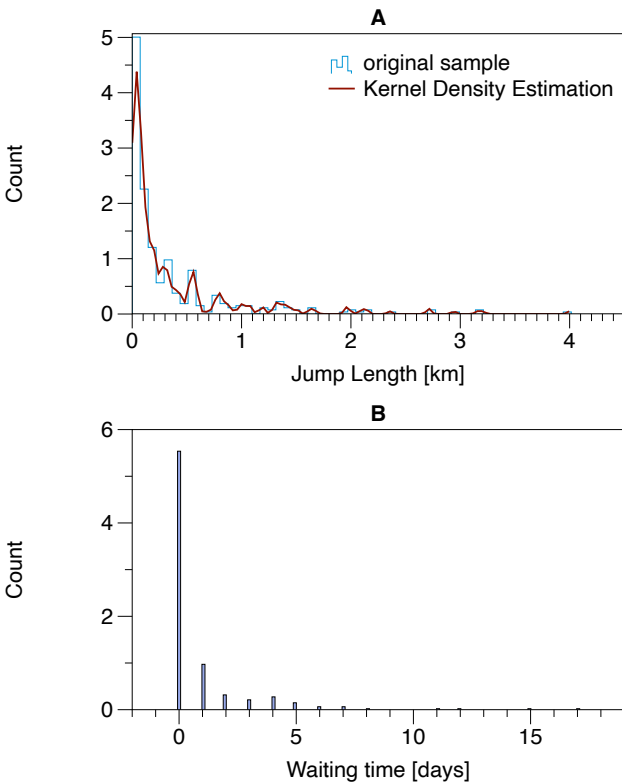 A
5
4
3
2
1
0
Count
original sample
Kernel Density Estimation
0 1 2 3 4
Jump Length [km]
B
6
4
2
0
Count
0 5 10 15
Waiting time [days]